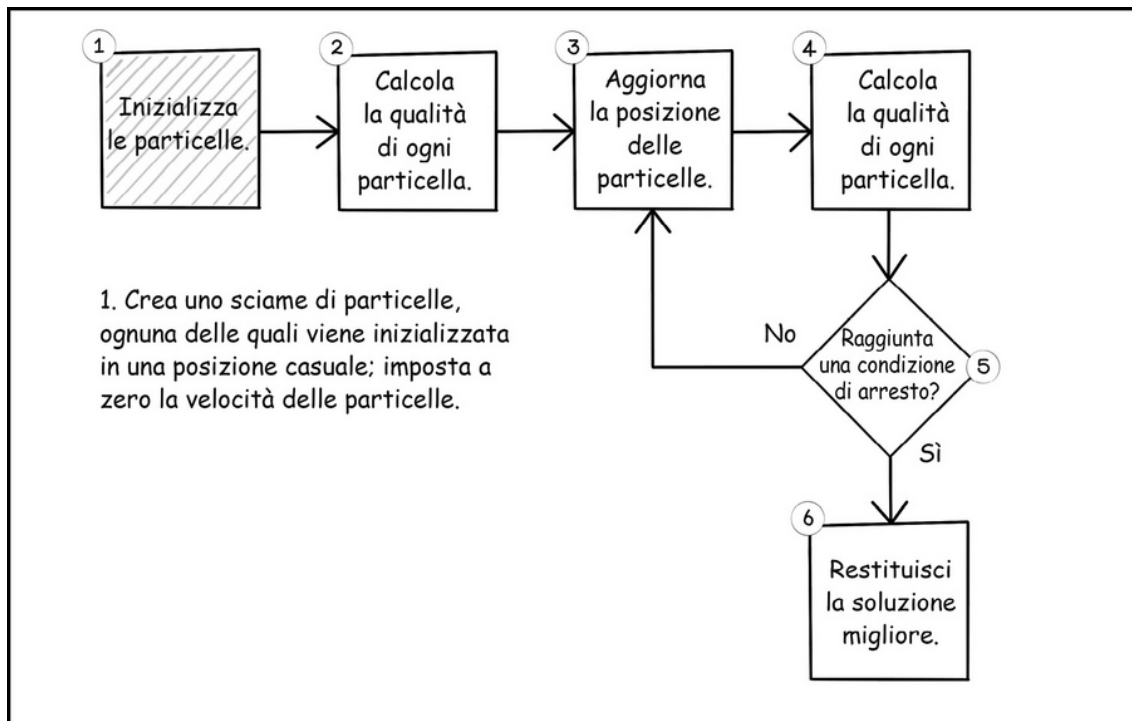 1
Inizializza
le particelle.
2
Calcola
la qualità
di ogni
particella.
3
Aggiorna
la posizione
delle
particelle.
4
Calcola
la qualità
di ogni
particella.
1. Crea uno sciame di particelle,
ognuna delle quali viene inizializzata
in una posizione casuale; imposta a
zero la velocità delle particelle.
No
Raggiunta
una condizione
di arresto?
5
Sì
6
Restituisci
la soluzione
migliore.